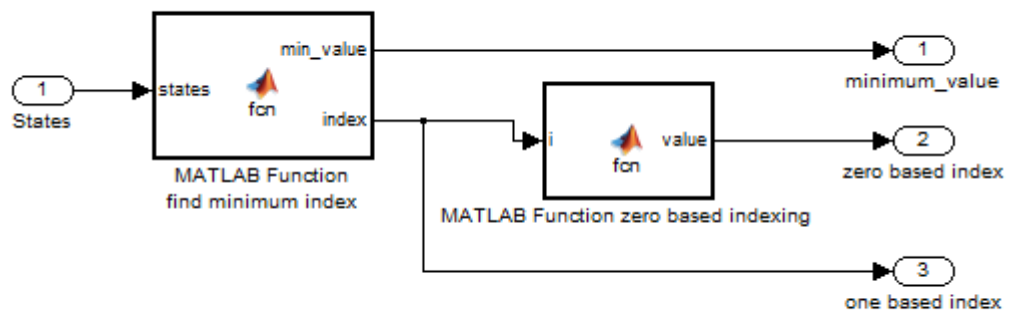 1
States
states
min_value
fcn
index
MATLAB Function
find minimum index
i
value
fcn
MATLAB Function zero based indexing
1
minimum_value
2
zero based index
3
one based index